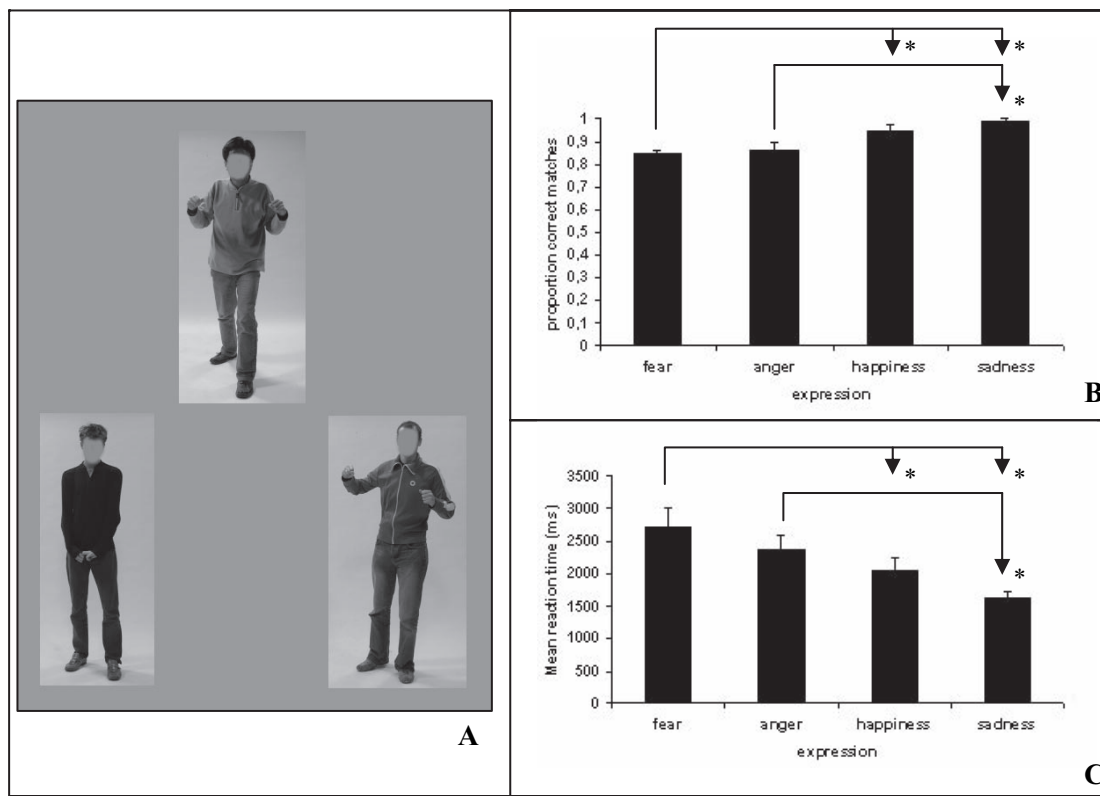 A
* *
*
proportion correct matches
1
0,9
0,8
0,7
0,6
0,5
0,4
0,3
0,2
0,1
0
fear anger happiness sadness
expression
B
* *
*
Mean reaction time (ms)
3500
3000
2500
2000
1500
1000
500
0
fear anger happiness sadness
expression
C